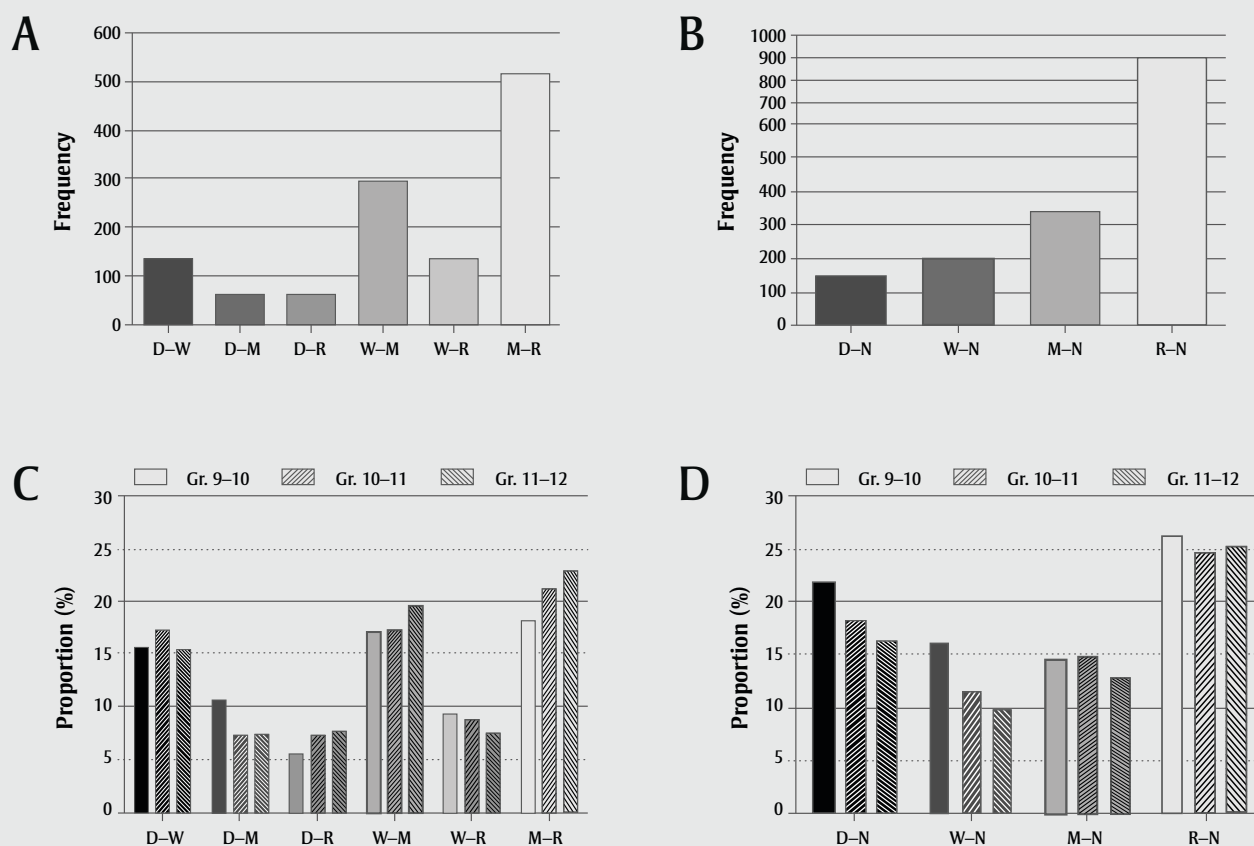 A
Frequency
600
500
400
300
200
100
0
D–W D–M D–R W–M W–R M–R
B
Frequency
1000
900
800
700
600
500
400
300
200
100
0
D–N W–N M–N R–N
C
Gr. 9–10 Gr. 10–11 Gr. 11–12
Proportion (%)
30
25
20
15
10
5
0
D–W D–M D–R W–M W–R M–R
D
Gr. 9–10 Gr. 10–11 Gr. 11–12
Proportion (%)
30
25
20
15
10
5
0
D–N W–N M–N R–N